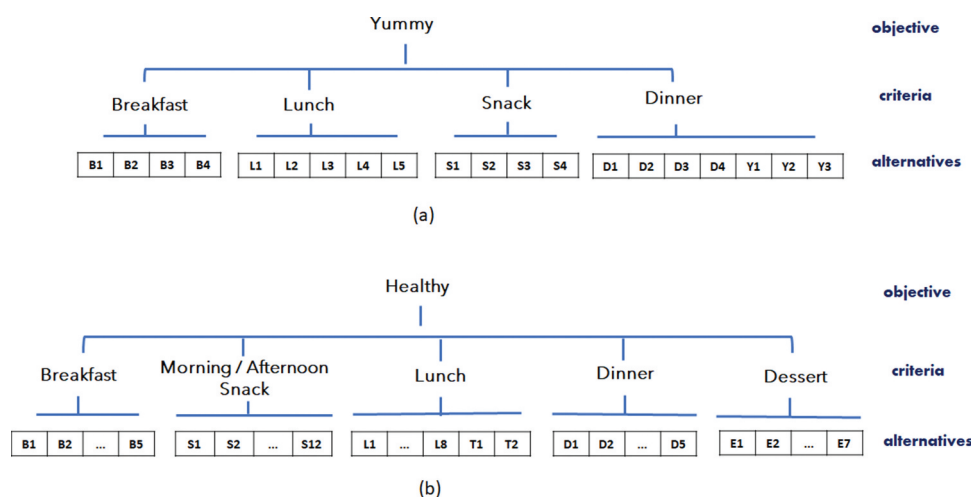 Yummy objective
Breakfast Lunch Snack Dinner criteria
B1 B2 B3 B4 L1 L2 L3 L4 L5 S1 S2 S3 S4 D1 D2 D3 D4 Y1 Y2 Y3 alternatives
(a)
Healthy objective
Breakfast Morning / Afternoon Snack Lunch Dinner Dessert criteria
B1 B2 ... B5 S1 S2 ... S12 L1 ... L8 T1 T2 D1 D2 ... D5 E1 E2 ... E7 alternatives
(b)